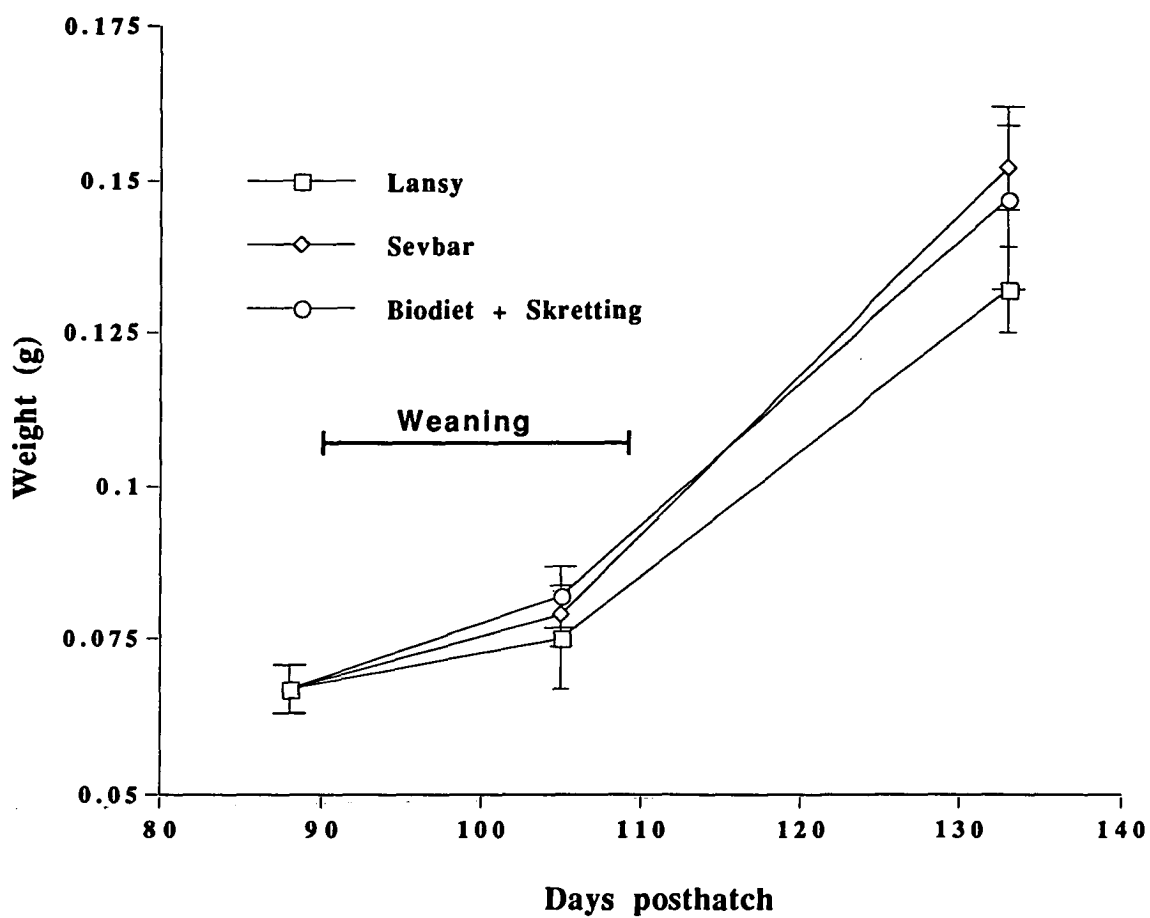 0.175
0.15
0.125
0.1
0.075
0.05
Weight (g)
Lansy
Sevbar
Biodiet + Skretting
Weaning
80 90 100 110 120 130 140
Days posthatch